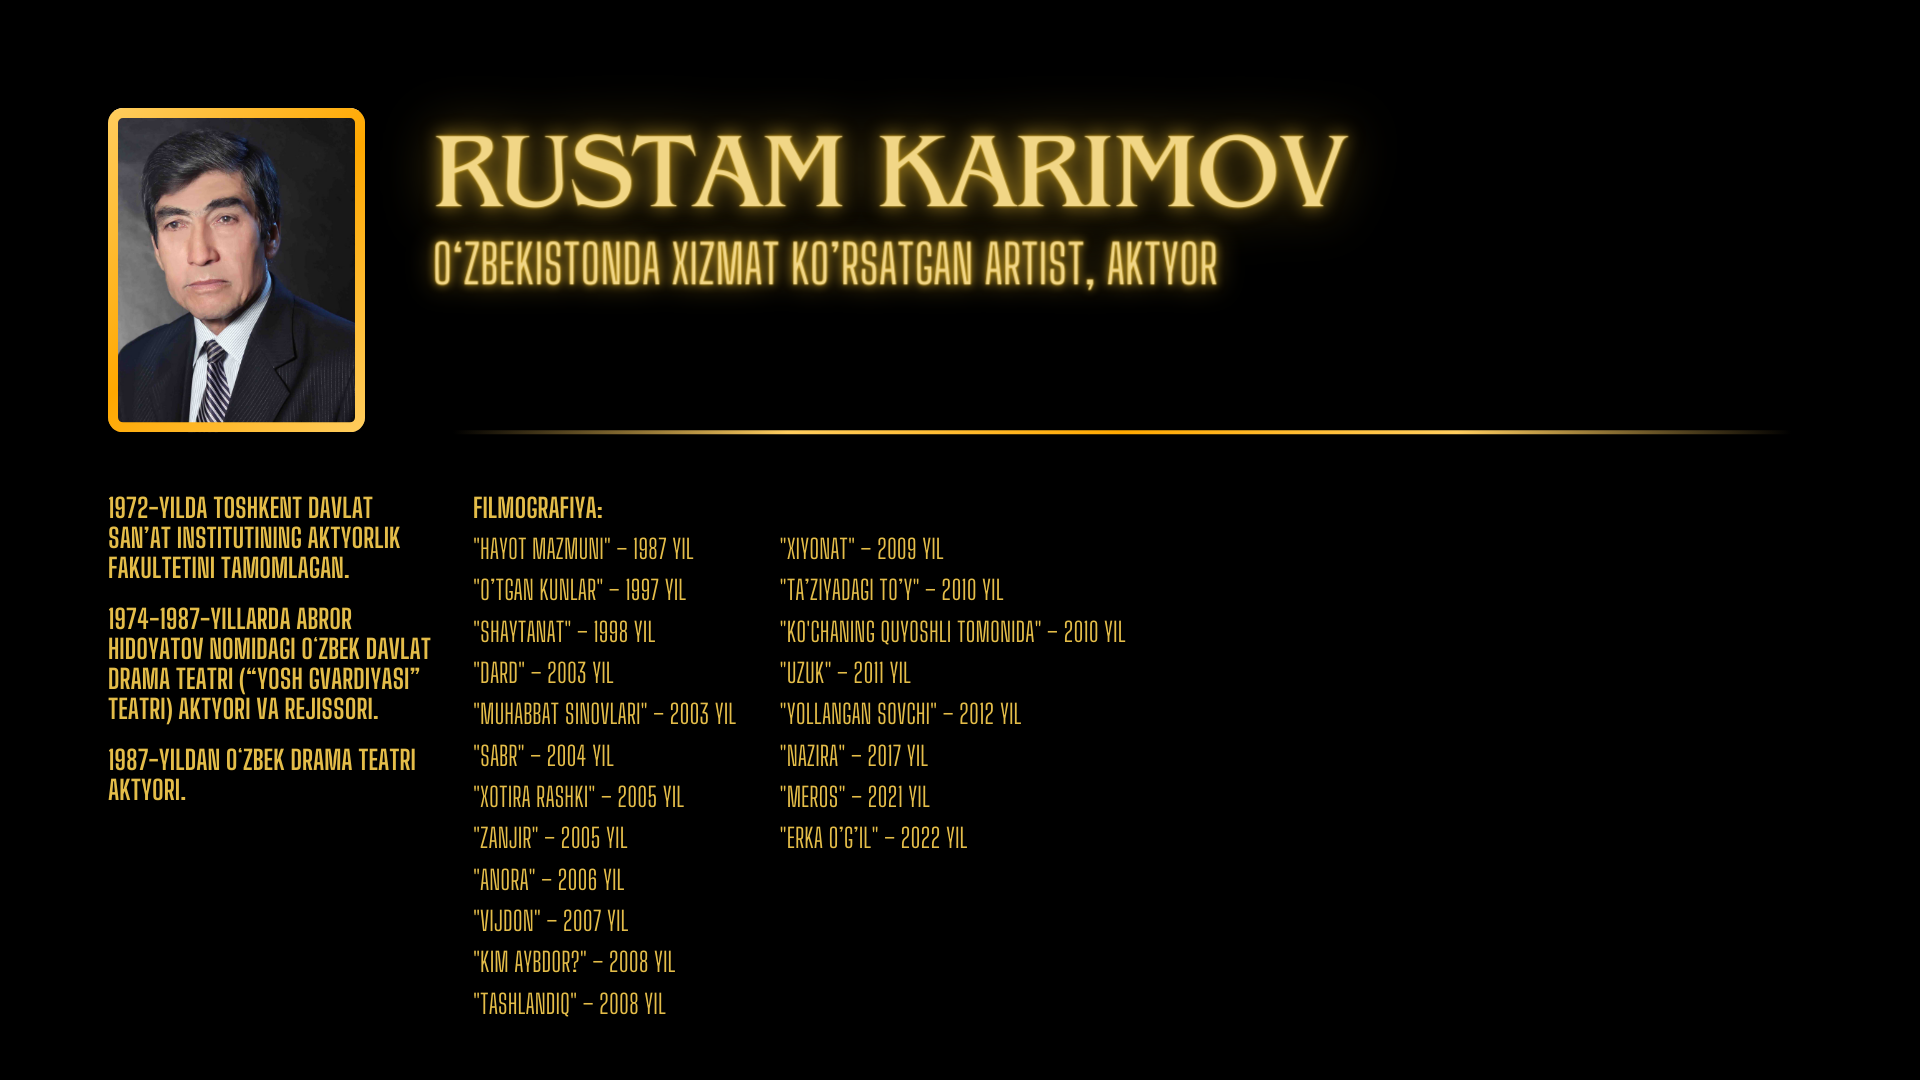 RUSTAM KARIMOV
O‘ZBEKISTONDA XIZMAT KO’RSATGAN ARTIST, AKTYOR
1972-YILDA TOSHKENT DAVLAT
SAN’AT INSTITUTINING AKTYORLIK
FAKULTETINI TAMOMLAGAN.
1974-1987-YILLARDA ABROR
HIDOYATOV NOMIDAGI O‘ZBEK DAVLAT
DRAMA TEATRI (“YOSH GVARDIYASI”
TEATRI) AKTYORI VA REJISSORI.
1987-YILDAN O‘ZBEK DRAMA TEATRI
AKTYORI.
FILMOGRAFIYA:
"HAYOT MAZMUNI" – 1987 YIL
"O’TGAN KUNLAR" – 1997 YIL
"SHAYTANAT" – 1998 YIL
"DARD" – 2003 YIL
"MUHABBAT SINOVLARI" – 2003 YIL
"SABR" – 2004 YIL
"XOTIRA RASHKI" – 2005 YIL
"ZANJIR" – 2005 YIL
"ANORA" – 2006 YIL
"VIJDON" – 2007 YIL
"KIM AYBDOR?" – 2008 YIL
"TASHLANDIQ" – 2008 YIL
"XIYONAT" – 2009 YIL
"TA’ZIYADAGI TO’Y" – 2010 YIL
"KO'CHANING QUYOSHLI TOMONIDA" – 2010 YIL
"UZUK" – 2011 YIL
"YOLLANGAN SOVCHI" – 2012 YIL
"NAZIRA" – 2017 YIL
"MEROS" – 2021 YIL
"ERKA O’G’IL" – 2022 YIL